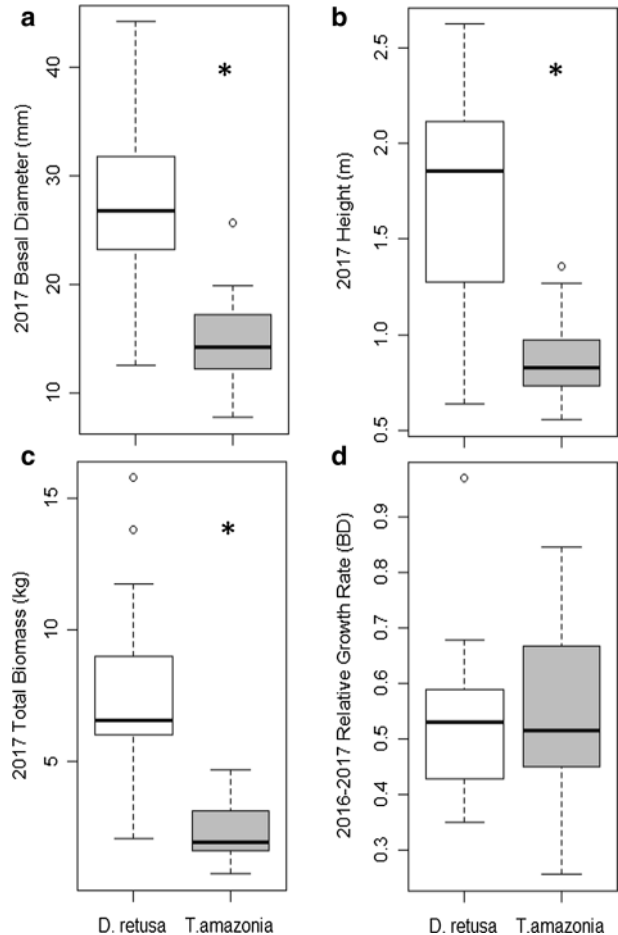 a
*
2017 Basal Diameter (mm)
40
30
20
10
b
*
2017 Height (m)
2.5
2.0
1.5
1.0
0.5
c
*
2017 Total Biomass (kg)
15
10
5
D. retusa T.amazonia
d
2016-2017 Relative Growth Rate (BD)
0.9
0.8
0.7
0.6
0.5
0.4
0.3
D. retusa T.amazonia